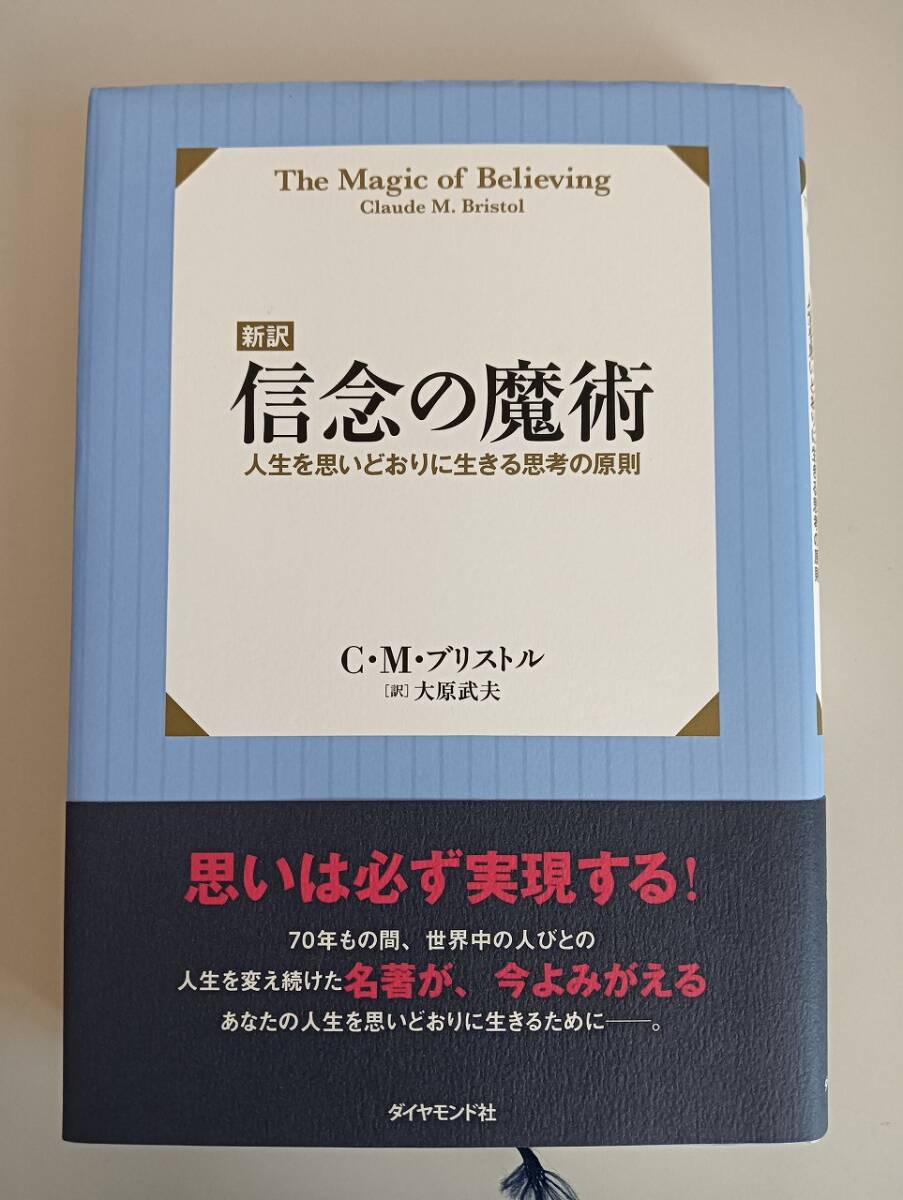 The Magic of Believing
Claude M. Bristol
新訳
信念の魔術
人生を思いどおりに生きる思考の原則
C・M・ブリストル
［訳］大原武夫
思いは必ず実現する！
70年もの間、世界中の人びとの
人生を変え続けた名著が、今よみがえる
あなたの人生を思いどおりに生きるために――。
ダイヤモンド社